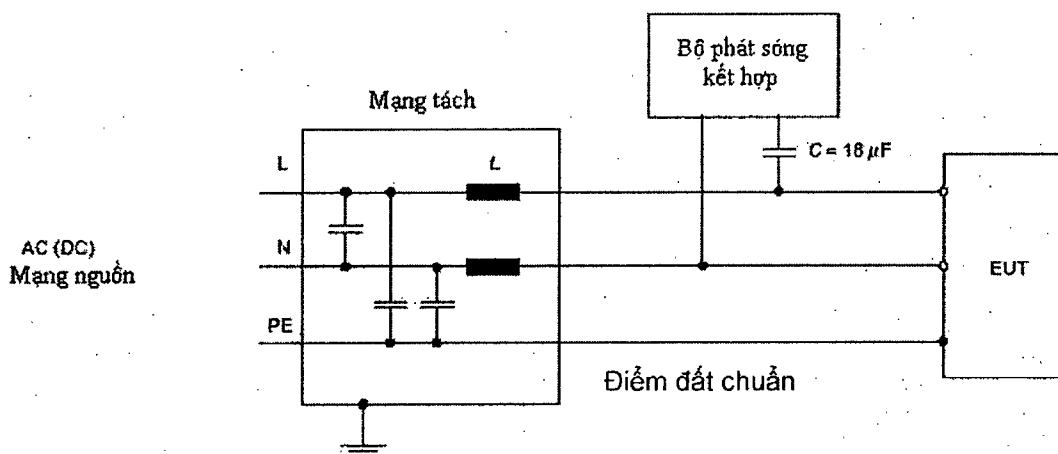 Bộ phát sóng
kết hợp
Mạng tách
C = 18 µF
L
L
AC (DC)
Mạng nguồn
N
EUT
PE
Điểm đất chuẩn